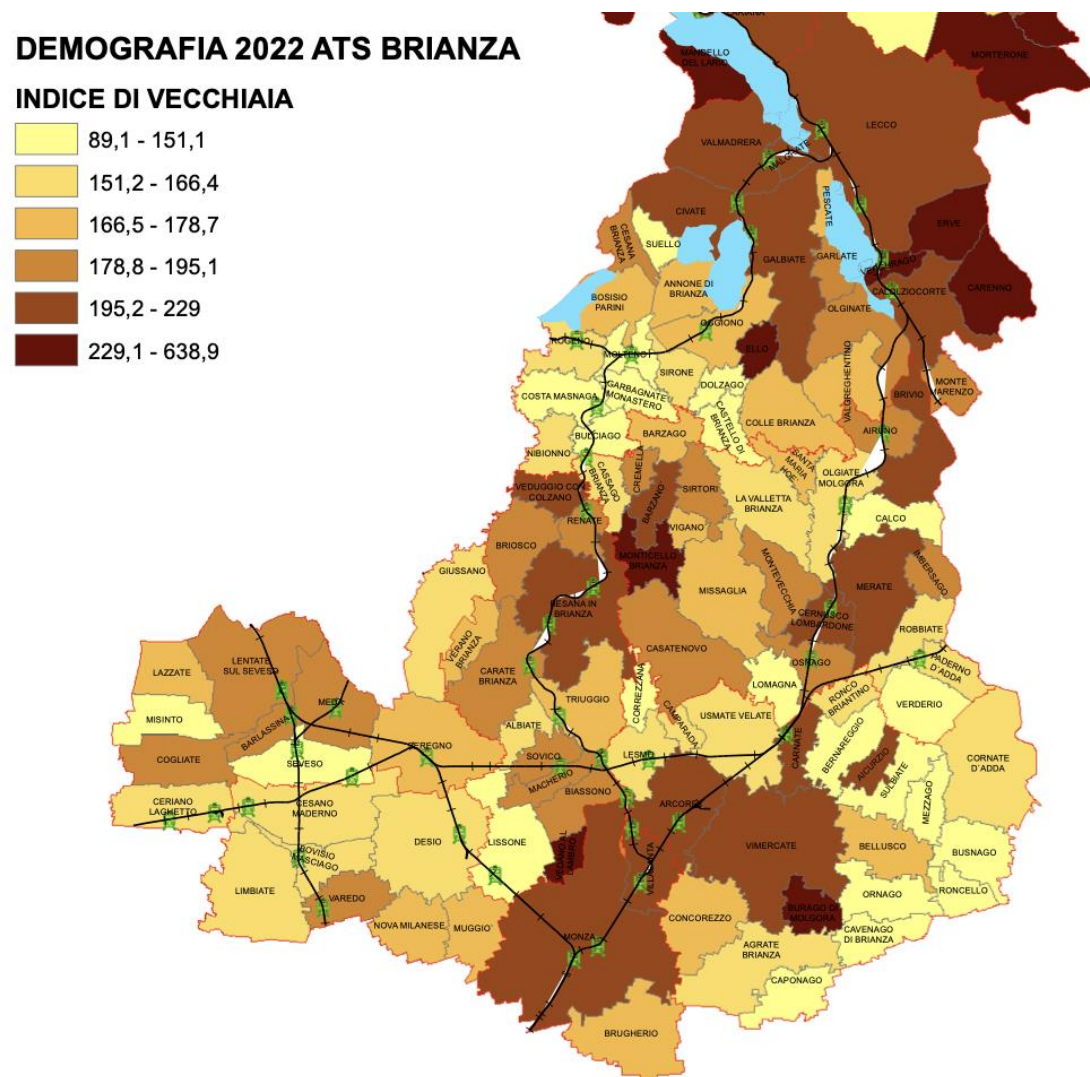 DEMOGRAFIA 2022 ATS BRIANZA
INDICE DI VECCHIAIA
89,1 - 151,1
151,2 - 166,4
166,5 - 178,7
178,8 - 195,1
195,2 - 229
229,1 - 638,9
MANDELLO
DEL LARIO
MORTERONE
LECCO
VALMADRERA
MALGRATE
PESCATE
CIVATE
ERVE
CESANA
BRIANZA
SUELLO
GALBIATE
GARLATE
VERCURAGO
CARENNO
ANNONE DI
BRIANZA
CALOLZIOCORTE
BOSISIO
PARINI
OLGINATE
OGGIONO
ROGENO
MOLTENO
ELLO
SIRONE
VALGREGHENTINO
DOLZAGO
MONTE
MARENZO
BRIVIO
COSTA MASNAGA
GARBAGNATE
MONASTERO
CASTELLO DI
BRIANZA
COLLE BRIANZA
AIRUNO
BULCIAGO
BARZAGO
NIBIONNO
CREMELLA
SANTA
MARIA
HOE
OLGIATE
MOLGORA
CASSAGO
BRIANZA
VEDUGGIO CON
COLZANO
BARZANO
SIRTORI
LA VALLETTA
BRIANZA
RENATE
VIGANO
CALCO
BRIOSCO
MONTICELLO
BRIANZA
MONTEVECCHIA
IMBERSAGO
GIUSSANO
MISSAGLIA
MERATE
BESANA IN
BRIANZA
CERNUSCO
LOMBARDONE
ROBBIATE
VERANO
BRIANZA
CASATENOVO
LENTATE
SUL SEVESO
LAZZATE
CARATE
BRIANZA
OSNAGO
PADERNO
D'ADDA
MEDA
TRIUGGIO
CORREZZANA
LOMAGNA
RONCO
BRIANTINO
VERDERIO
MISINTO
BARLASSINA
ALBIATE
CAMPARADA
USMATE VELATE
BERNAREGGIO
SEREGNO
COGLIATE
SEVESO
SOVICO
LESMO
CARNATE
AICURZIO
CORNATE
D'ADDA
MACHERIO
BIASSONO
SULBIATE
MEZZAGO
CERIANO
LAGHETTO
CESANO
MADERNO
ARCORE
DESIO
LISSONE
VEDANO AL
LAMBRO
VILLASANTA
VIMERCATE
BELLUSCO
BUSNAGO
BOVISIO
MASCIAGO
LIMBIATE
VAREDO
ORNAGO
RONCELLO
BURAGO DI
MOLGORA
NOVA MILANESE
MUGGIO
MONZA
CONCOREZZO
CAVENAGO
DI BRIANZA
AGRATE
BRIANZA
CAPONAGO
BRUGHERIO